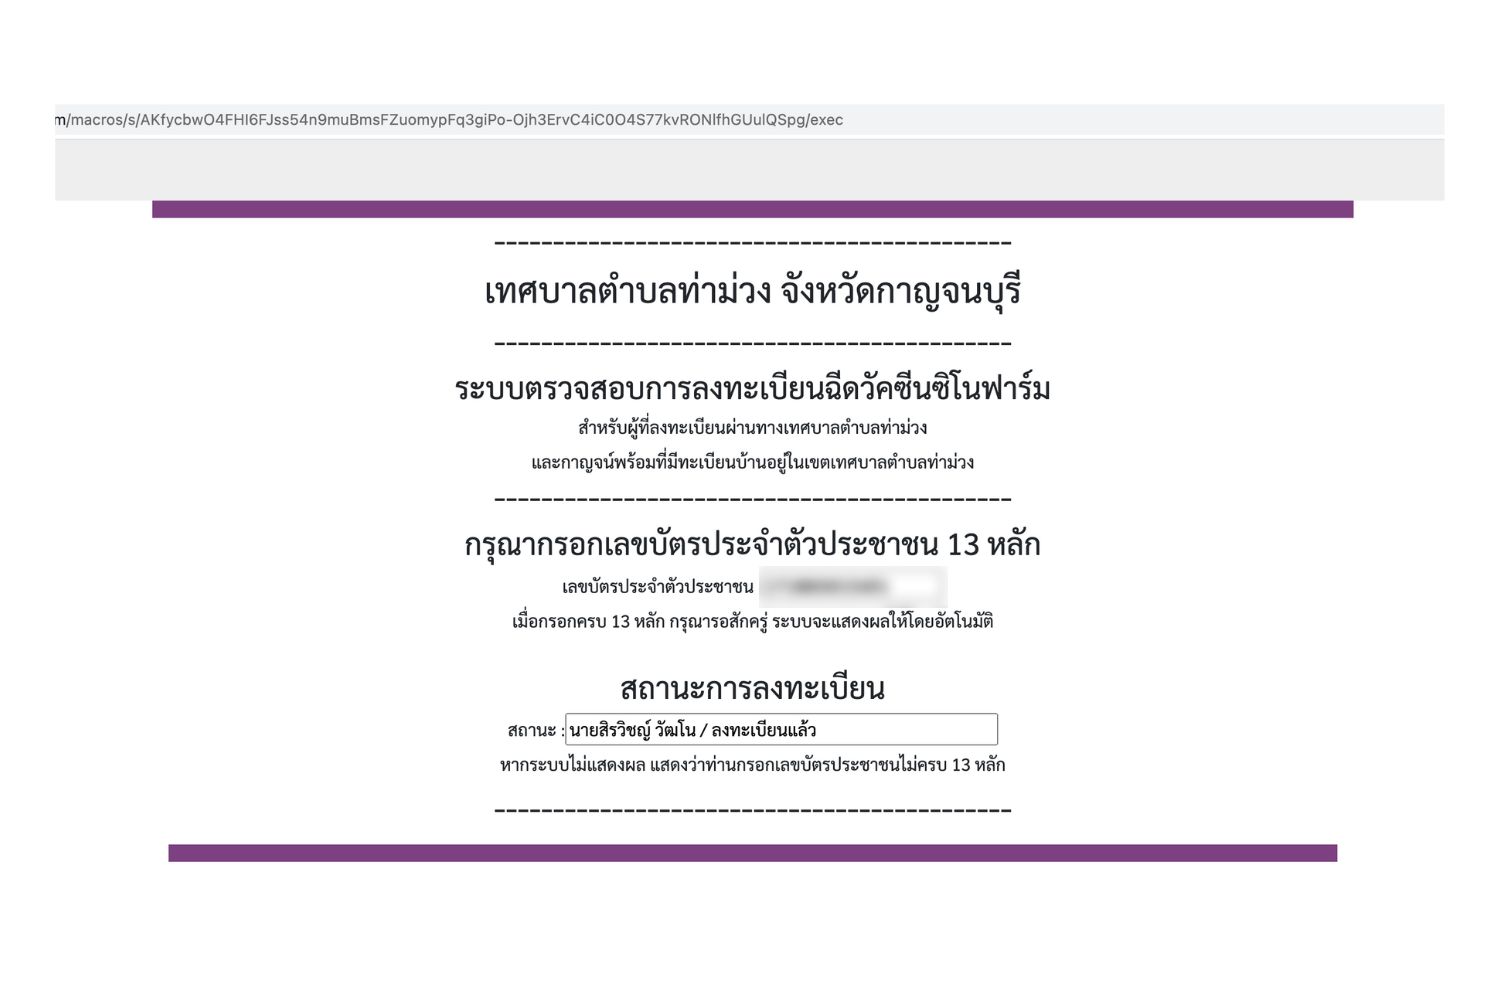 m/macros/s/AKfycbwO4FHI6FJss54n9muBmsFZuomypFq3giPo-Ojh3ErvC4iC0O4S77kvRONlfhGUulQSpg/exec
--------------------------------------------
เทศบาลตำบลท่าม่วง จังหวัดกาญจนบุรี
--------------------------------------------
ระบบตรวจสอบการลงทะเบียนฉีดวัคซีนซิโนฟาร์ม
สำหรับผู้ที่ลงทะเบียนผ่านทางเทศบาลตำบลท่าม่วง
และกาญจน์พร้อมที่มีทะเบียนบ้านอยู่ในเขตเทศบาลตำบลท่าม่วง
--------------------------------------------
กรุณากรอกเลขบัตรประจำตัวประชาชน 13 หลัก
เลขบัตรประจำตัวประชาชน
เมื่อกรอกครบ 13 หลัก กรุณารอสักครู่ ระบบจะแสดงผลให้โดยอัตโนมัติ
สถานะการลงทะเบียน
สถานะ : นายสิรวิชญ์ วัฒโน / ลงทะเบียนแล้ว
หากระบบไม่แสดงผล แสดงว่าท่านกรอกเลขบัตรประชาชนไม่ครบ 13 หลัก
--------------------------------------------